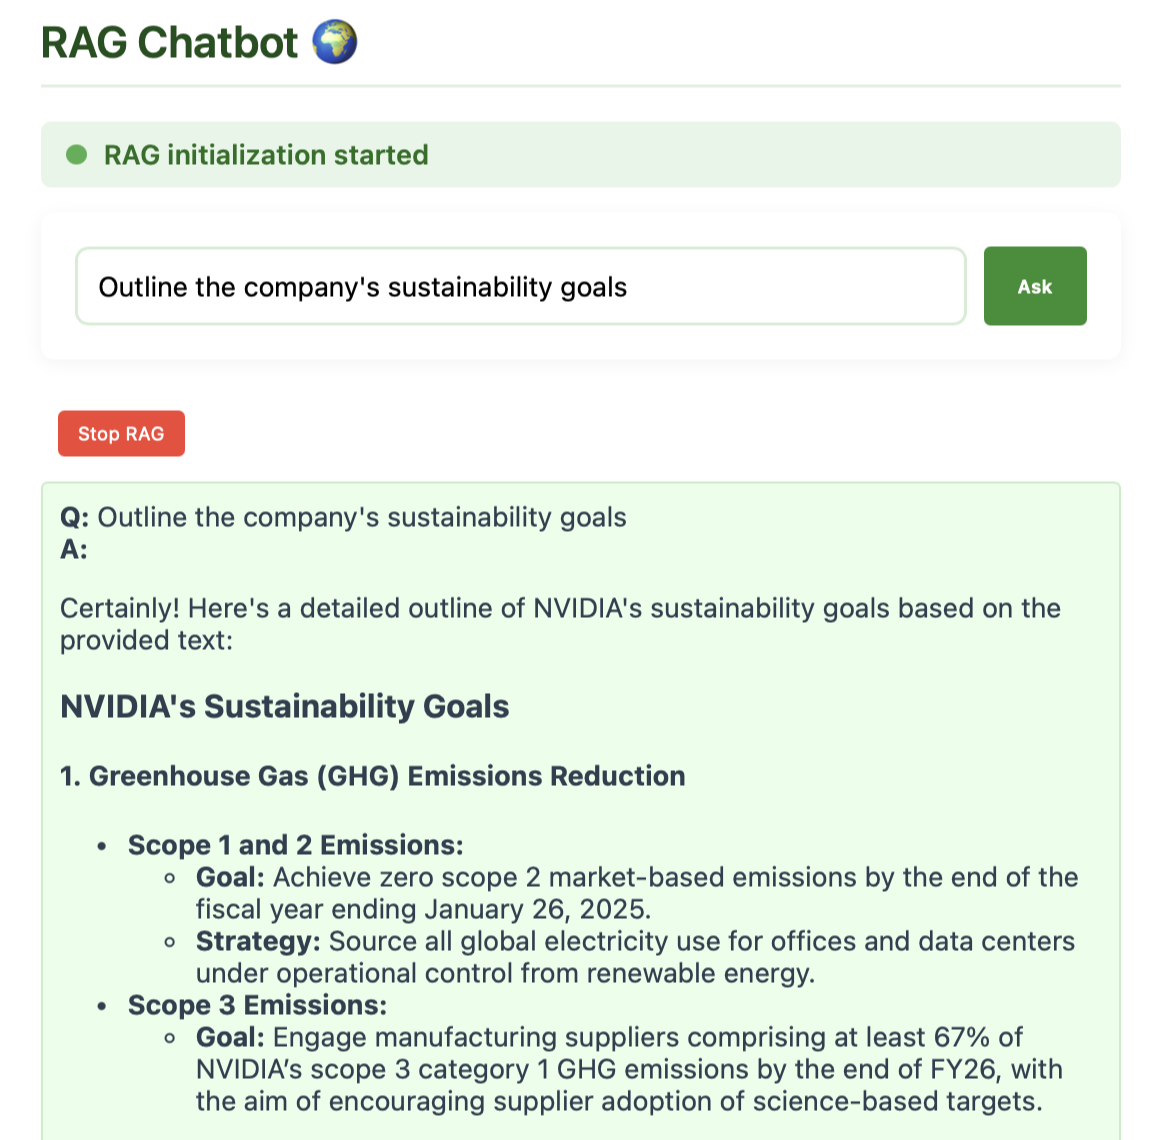 RAG Chatbot 🌍
RAG initialization started
Outline the company's sustainability goals
Ask
Stop RAG
Q: Outline the company's sustainability goals
A:
Certainly! Here's a detailed outline of NVIDIA's sustainability goals based on the
provided text:
NVIDIA's Sustainability Goals
1. Greenhouse Gas (GHG) Emissions Reduction
• Scope 1 and 2 Emissions:
◦ Goal: Achieve zero scope 2 market-based emissions by the end of the
fiscal year ending January 26, 2025.
◦ Strategy: Source all global electricity use for offices and data centers
under operational control from renewable energy.
• Scope 3 Emissions:
◦ Goal: Engage manufacturing suppliers comprising at least 67% of
NVIDIA’s scope 3 category 1 GHG emissions by the end of FY26, with
the aim of encouraging supplier adoption of science-based targets.